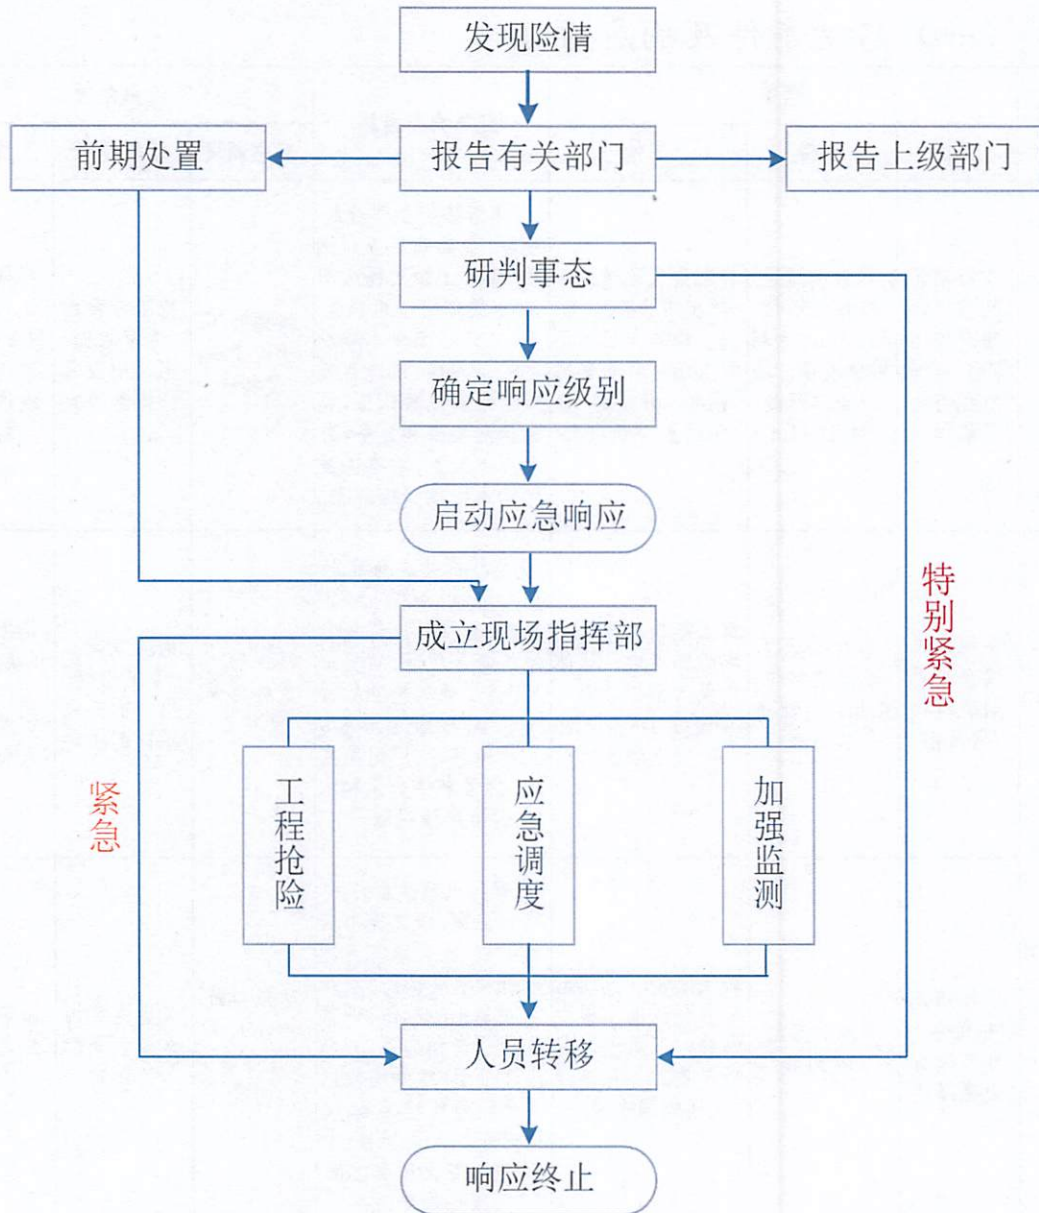 发现险情
前期处置
报告有关部门
报告上级部门
研判事态
确定响应级别
启动应急响应
成立现场指挥部
特别紧急
紧急
工程抢险
应急调度
加强监测
人员转移
响应终止